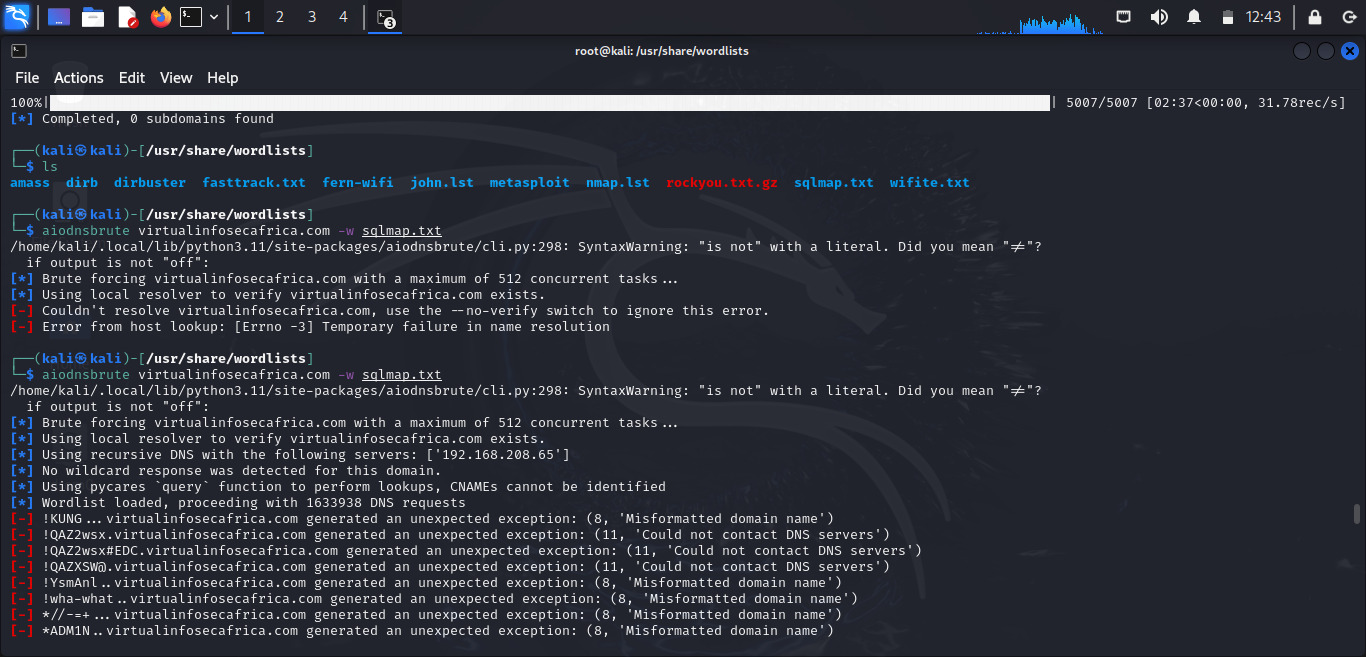 1 2 3 4 3 12:43
root@kali: /usr/share/wordlists
File Actions Edit View Help
100%| | 5007/5007 [02:37<00:00, 31.78rec/s]
[*] Completed, 0 subdomains found
┌──(kali㉿kali)-[/usr/share/wordlists]
└─$ ls
amass dirb dirbuster fasttrack.txt fern-wifi john.lst metasploit nmap.lst rockyou.txt.gz sqlmap.txt wifite.txt
┌──(kali㉿kali)-[/usr/share/wordlists]
└─$ aiodnsbrute virtualinfosecafrica.com -w sqlmap.txt
/home/kali/.local/lib/python3.11/site-packages/aiodnsbrute/cli.py:298: SyntaxWarning: "is not" with a literal. Did you mean "≠"?
if output is not "off":
[*] Brute forcing virtualinfosecafrica.com with a maximum of 512 concurrent tasks...
[*] Using local resolver to verify virtualinfosecafrica.com exists.
[-] Couldn't resolve virtualinfosecafrica.com, use the --no-verify switch to ignore this error.
[-] Error from host lookup: [Errno -3] Temporary failure in name resolution
┌──(kali㉿kali)-[/usr/share/wordlists]
└─$ aiodnsbrute virtualinfosecafrica.com -w sqlmap.txt
/home/kali/.local/lib/python3.11/site-packages/aiodnsbrute/cli.py:298: SyntaxWarning: "is not" with a literal. Did you mean "≠"?
if output is not "off":
[*] Brute forcing virtualinfosecafrica.com with a maximum of 512 concurrent tasks...
[*] Using local resolver to verify virtualinfosecafrica.com exists.
[*] Using recursive DNS with the following servers: ['192.168.208.65']
[*] No wildcard response was detected for this domain.
[*] Using pycares `query` function to perform lookups, CNAMEs cannot be identified
[*] Wordlist loaded, proceeding with 1633938 DNS requests
[-] !KUNG...virtualinfosecafrica.com generated an unexpected exception: (8, 'Misformatted domain name')
[-] !QAZ2wsx.virtualinfosecafrica.com generated an unexpected exception: (11, 'Could not contact DNS servers')
[-] !QAZ2wsx#EDC.virtualinfosecafrica.com generated an unexpected exception: (11, 'Could not contact DNS servers')
[-] !QAZXSW@.virtualinfosecafrica.com generated an unexpected exception: (11, 'Could not contact DNS servers')
[-] !YsmAnl..virtualinfosecafrica.com generated an unexpected exception: (8, 'Misformatted domain name')
[-] !wha-what..virtualinfosecafrica.com generated an unexpected exception: (8, 'Misformatted domain name')
[-] *//-=+...virtualinfosecafrica.com generated an unexpected exception: (8, 'Misformatted domain name')
[-] *ADM1N..virtualinfosecafrica.com generated an unexpected exception: (8, 'Misformatted domain name')